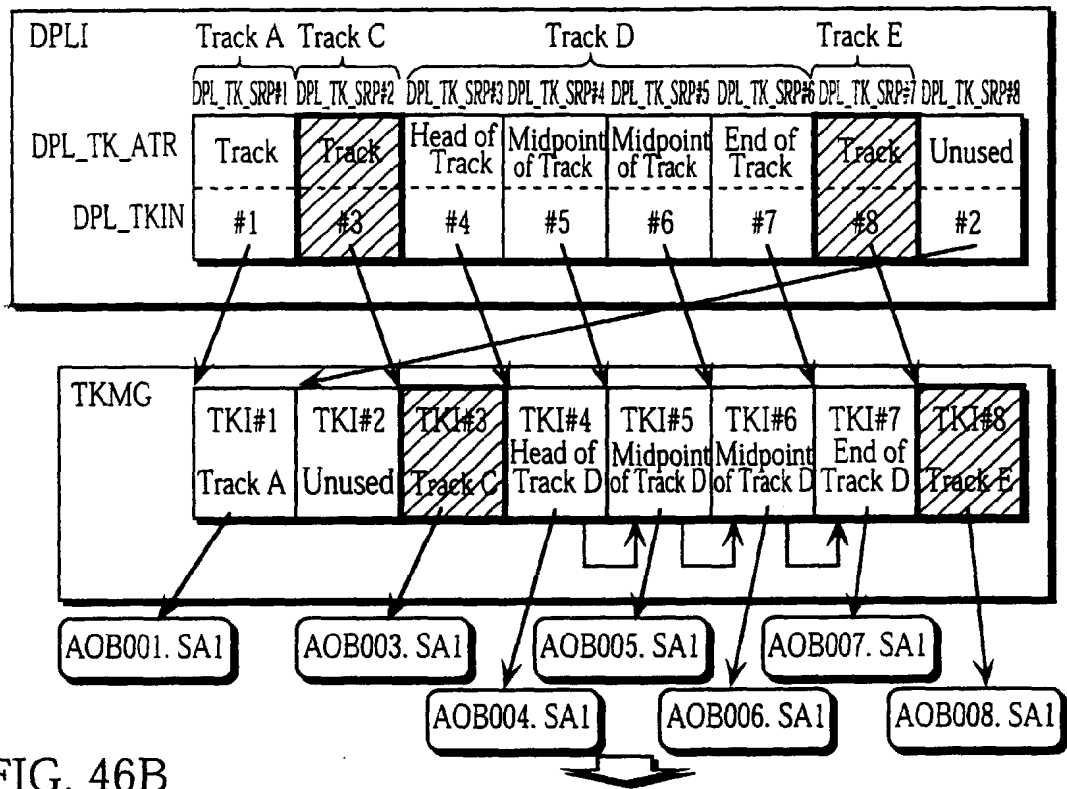 DPLI
Track A Track C Track D Track E
DPL_TK_SRP#1 DPL_TK_SRP#2 DPL_TK_SRP#3 DPL_TK_SRP#4 DPL_TK_SRP#5 DPL_TK_SRP#6 DPL_TK_SRP#7 DPL_TK_SRP#8
DPL_TK_ATR
Track Track Head of Track Midpoint of Track Midpoint of Track End of Track Track Unused
DPL_TKIN
#1 #3 #4 #5 #6 #7 #8 #2
TKMG
TKI#1 TKI#2 TKI#3 TKI#4 TKI#5 TKI#6 TKI#7 TKI#8
Track A Unused Track C Head of Track D Midpoint of Track D Midpoint of Track D End of Track D Track E
AOB001. SA1 AOB003. SA1 AOB005. SA1 AOB007. SA1
AOB004. SA1 AOB006. SA1 AOB008. SA1
FIG. 46B